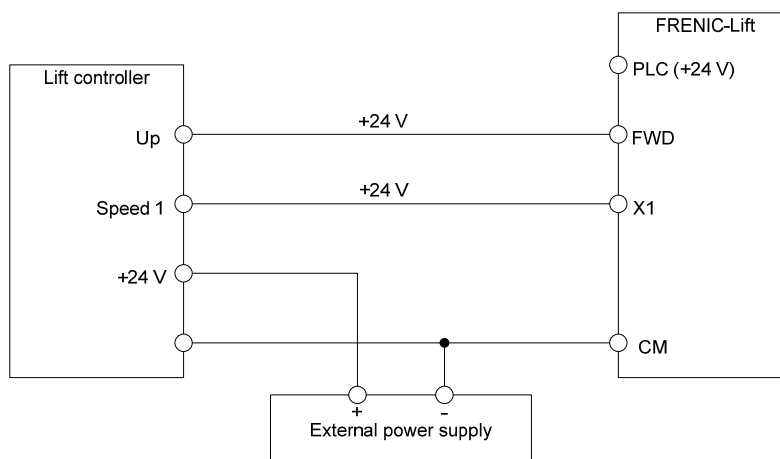 FRENIC-Lift
PLC (+24 V)
Lift controller
Up
+24 V
FWD
Speed 1
+24 V
X1
+24 V
CM
+
-
External power supply